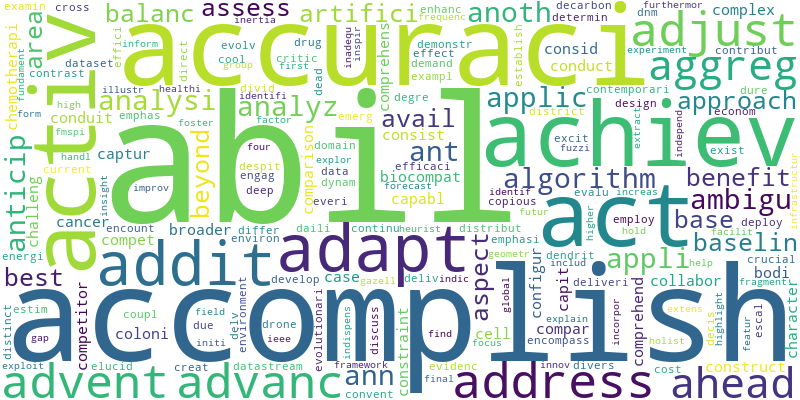 examin cross balanc assess artifici anoth complex decarbon furthermor
area inertia frequenc enhanc determin dnm adjust
dataset inform evolv drug critic inadequ inspir effect demonstr consid contribut
chemotherapi activ accuraci effici direct cool group first demand exampl establish conduct experiment aggreg
contrast illustr healthi identifi dead comprehens contemporari dure
fundament high analysi divid analyz degre avail applic design approach
form conduit emphas foster factor emerg consist district extract independ econom
fmspi handl abil despit four domain efficaci ant excit fuzzi achiev exist
anticip challeng captur beyond comparison engag data explor biocompat algorithm evalu increas benefit infrastructur
current improv deep dynam forecast identif copious employ ambigu
cancer insight encount everi capabl futur act higher hold base deploy
compet broader differ daili continu heurist distribut emphasi facilit baselin
energi addit environ adapt geometr dendrit appli help crucial
best develop case gazell deliv indic aspect includ deliveri collabor bodi fragment
estim competitor coupl field delv environment evolutionari indispens global configur capit explain comprehend extens decis highlight character
distinct coloni due drone discuss cell compar incorpor featur escal
gap accomplish initi ieee find focus encompass holist
exploit elucid creat datastream framework constraint evidenc innov divers cost construct
advent advanc ann convent final address ahead